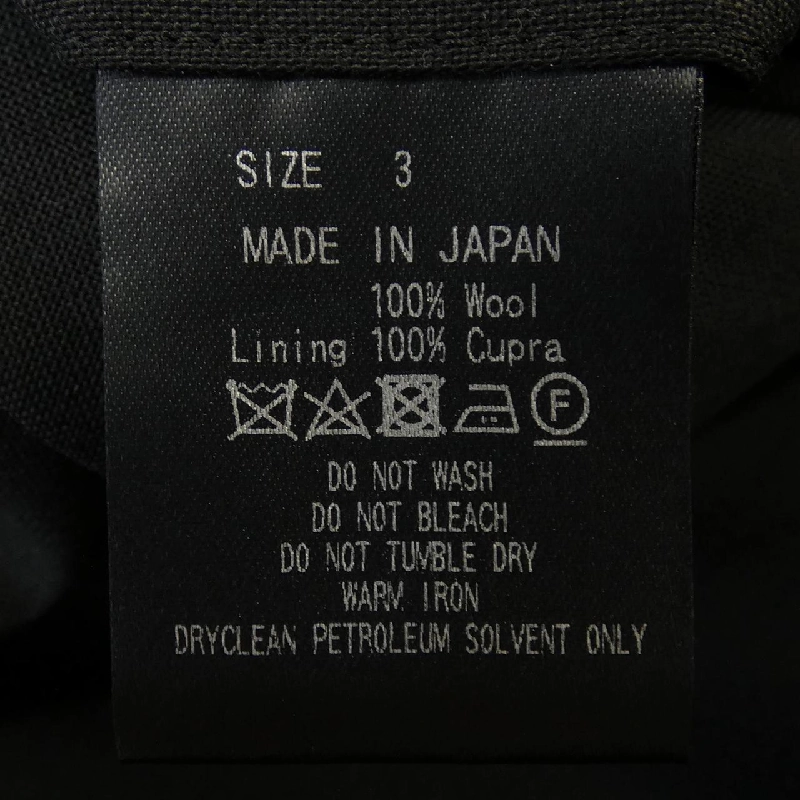 SIZE 3
MADE IN JAPAN
100% Wool
Lining 100% Cupra
F
DO NOT WASH
DO NOT BLEACH
DO NOT TUMBLE DRY
WARM IRON
DRYCLEAN PETROLEUM SOLVENT ONLY